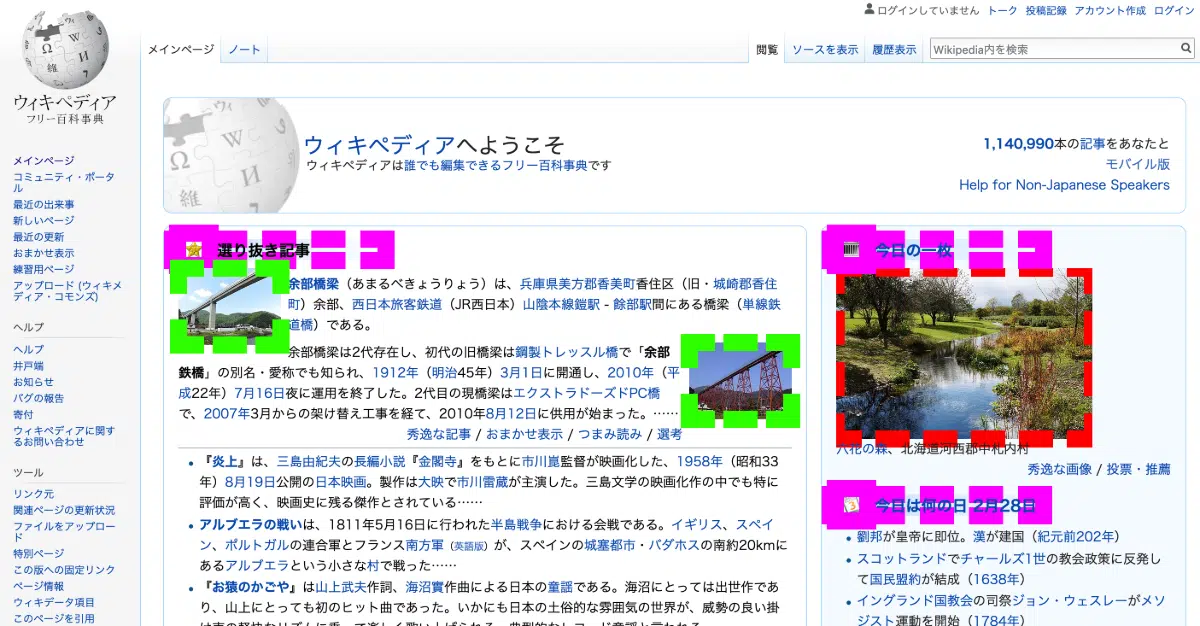 ログインしていません トーク 投稿記録 アカウント作成 ログイン
メインページ ノート 閲覧 ソースを表示 履歴表示 Wikipedia内を検索
ウィキペディア
フリー百科事典
メインページ
コミュニティ・ポータ
ル
最近の出来事
新しいページ
最近の更新
おまかせ表示
練習用ページ
アップロード (ウィキメ
ディア・コモンズ)
ヘルプ
ヘルプ
井戸端
お知らせ
バグの報告
寄付
ウィキペディアに関す
るお問い合わせ
ツール
リンク元
関連ページの更新状況
ファイルをアップロー
ド
特別ページ
この版への固定リンク
ページ情報
ウィキデータ項目
このページを引用
ウィキペディアへようこそ
ウィキペディアは誰でも編集できるフリー百科事典です
1,140,990本の記事をあなたと
モバイル版
Help for Non-Japanese Speakers
選り抜き記事
余部橋梁（あまるべきょうりょう）は、兵庫県美方郡香美町香住区（旧・城崎郡香住
町）余部、西日本旅客鉄道（JR西日本）山陰本線鎧駅 - 餘部駅間にある橋梁（単線鉄
道橋）である。
余部橋梁は2代存在し、初代の旧橋梁は鋼製トレッスル橋で「余部
鉄橋」の別名・愛称でも知られ、1912年（明治45年）3月1日に開通し、2010年（平
成22年）7月16日夜に運用を終了した。2代目の現橋梁はエクストラドーズドPC橋
で、2007年3月からの架け替え工事を経て、2010年8月12日に供用が始まった。……
秀逸な記事 / おまかせ表示 / つまみ読み / 選考
『炎上』は、三島由紀夫の長編小説『金閣寺』をもとに市川崑監督が映画化した、1958年（昭和33
年）8月19日公開の日本映画。製作は大映で市川雷蔵が主演した。三島文学の映画化作の中でも特に
評価が高く、映画史に残る傑作とされている……
アルブエラの戦いは、1811年5月16日に行われた半島戦争における会戦である。イギリス、スペイ
ン、ポルトガルの連合軍とフランス南方軍（英語版）が、スペインの城塞都市・バダホスの南約20kmに
あるアルブエラという小さな村で戦った……
『お猿のかごや』は山上武夫作詞、海沼實作曲による日本の童謡である。海沼にとっては出世作であ
り、山上にとっても初のヒット曲であった。いかにも日本の土俗的な雰囲気の世界が、威勢の良い掛
今日の一枚
六花の森、北海道河西郡中札内村
秀逸な画像 / 投票・推薦
今日は何の日 2月28日
劉邦が皇帝に即位。漢が建国（紀元前202年）
スコットランドでチャールズ1世の教会政策に反発し
て国民盟約が結成（1638年）
イングランド国教会の司祭ジョン・ウェスレーがメソ
ジスト運動を開始（1784年）